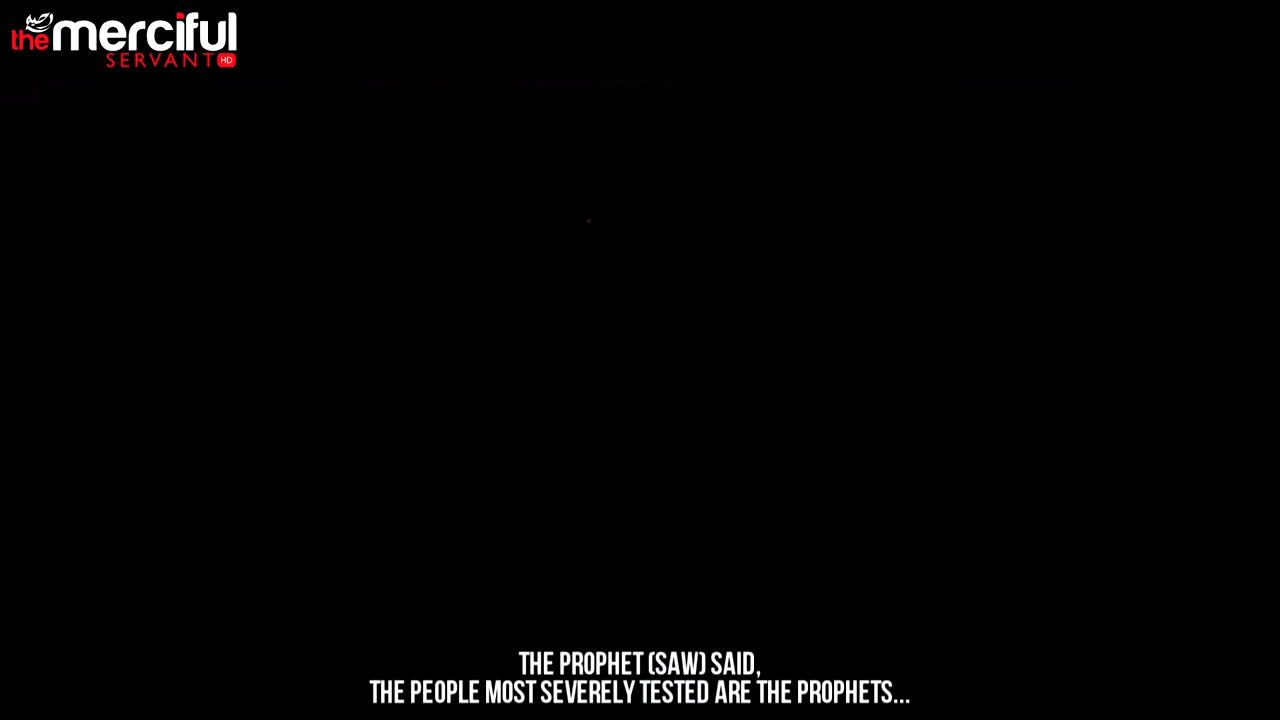 the merciful
SERVANT HD
THE PROPHET (SAW) SAID,
THE PEOPLE MOST SEVERELY TESTED ARE THE PROPHETS...